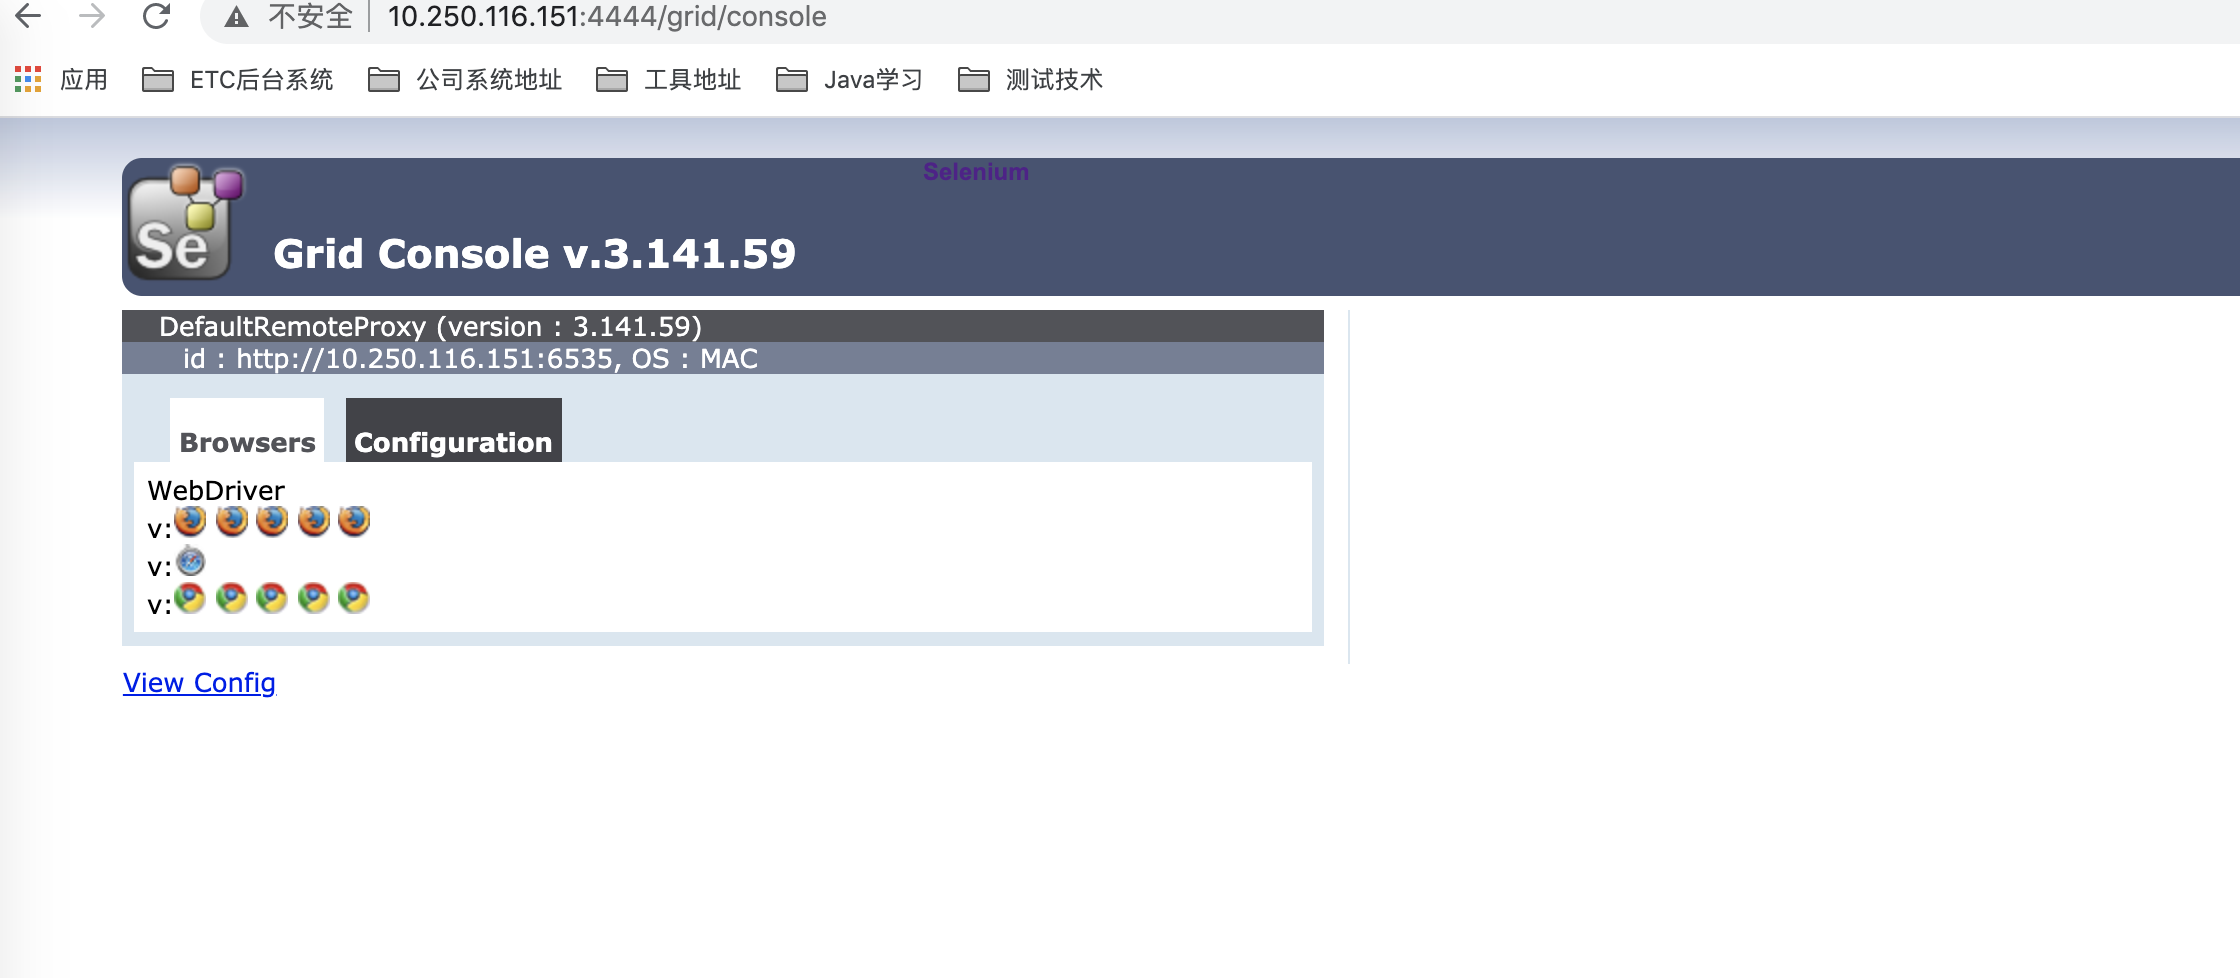 不安全 10.250.116.151:4444/grid/console
应用 ETC后台系统 公司系统地址 工具地址 Java学习 测试技术
Selenium
Se
Grid Console v.3.141.59
DefaultRemoteProxy (version : 3.141.59)
id : http://10.250.116.151:6535, OS : MAC
Browsers Configuration
WebDriver
v:
v:
v:
View Config